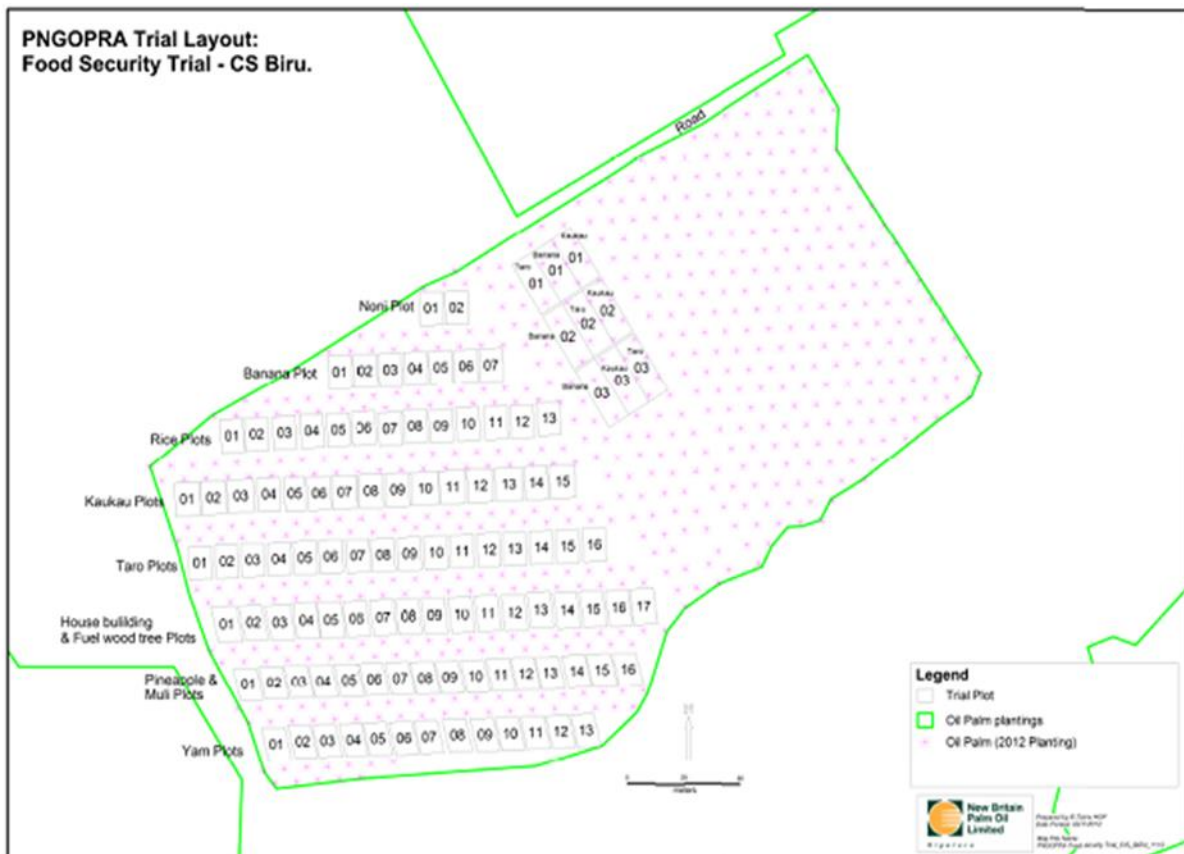 PNGOPRA Trial Layout:
Food Security Trial - CS Biru.
Road
Kaukau
Banana
Taro
01
01
01
Kaukau
Taro
Banana
02
02
02
Taro
Kaukau
Banana
03
03
03
Noni Plot 01 02
Banana Plot 01 02 03 04 05 06 07
Rice Plots 01 02 03 04 05 06 07 08 09 10 11 12 13
Kaukau Plots 01 02 03 04 05 06 07 08 09 10 11 12 13 14 15
Taro Plots 01 02 03 04 05 06 07 08 09 10 11 12 13 14 15 16
House bulilding
& Fuel wood tree Plots 01 02 03 04 05 06 07 08 09 10 11 12 13 14 15 16 17
Pineapple &
Muli Plots 01 02 03 04 05 06 07 08 09 10 11 12 13 14 15 16
Yam Plots 01 02 03 04 05 06 07 08 09 10 11 12 13
meters
Legend
Trial Plot
Oil Palm plantings
Oil Palm (2012 Planting)
New Britain
Palm Oil
Limited